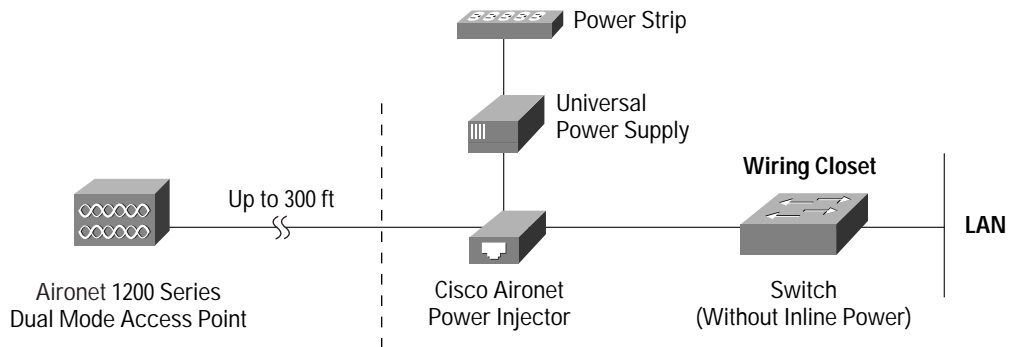 Power Strip
Universal
Power Supply
Wiring Closet
Up to 300 ft
LAN
Aironet 1200 Series
Dual Mode Access Point
Cisco Aironet
Power Injector
Switch
(Without Inline Power)